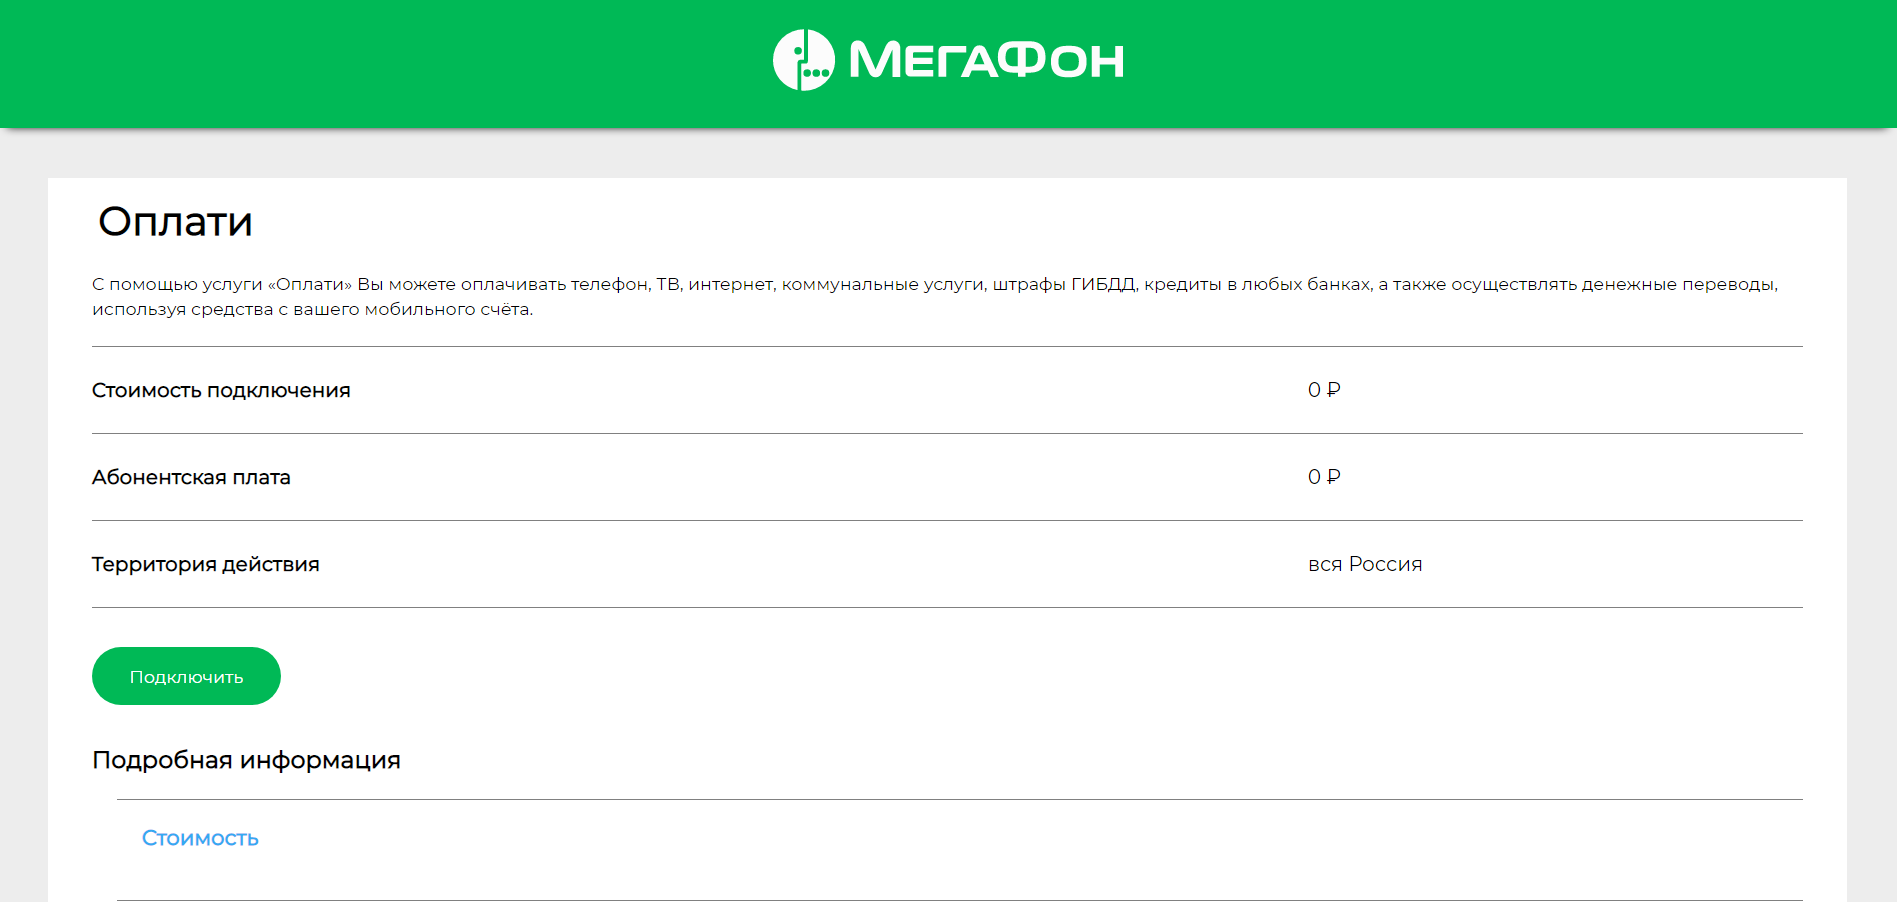 МЕГАФОН
Оплати
С помощью услуги «Оплати» Вы можете оплачивать телефон, ТВ, интернет, коммунальные услуги, штрафы ГИБДД, кредиты в любых банках, а также осуществлять денежные переводы,
используя средства с вашего мобильного счёта.
Стоимость подключения 0 ₽
Абонентская плата 0 ₽
Территория действия вся Россия
Подключить
Подробная информация
Стоимость